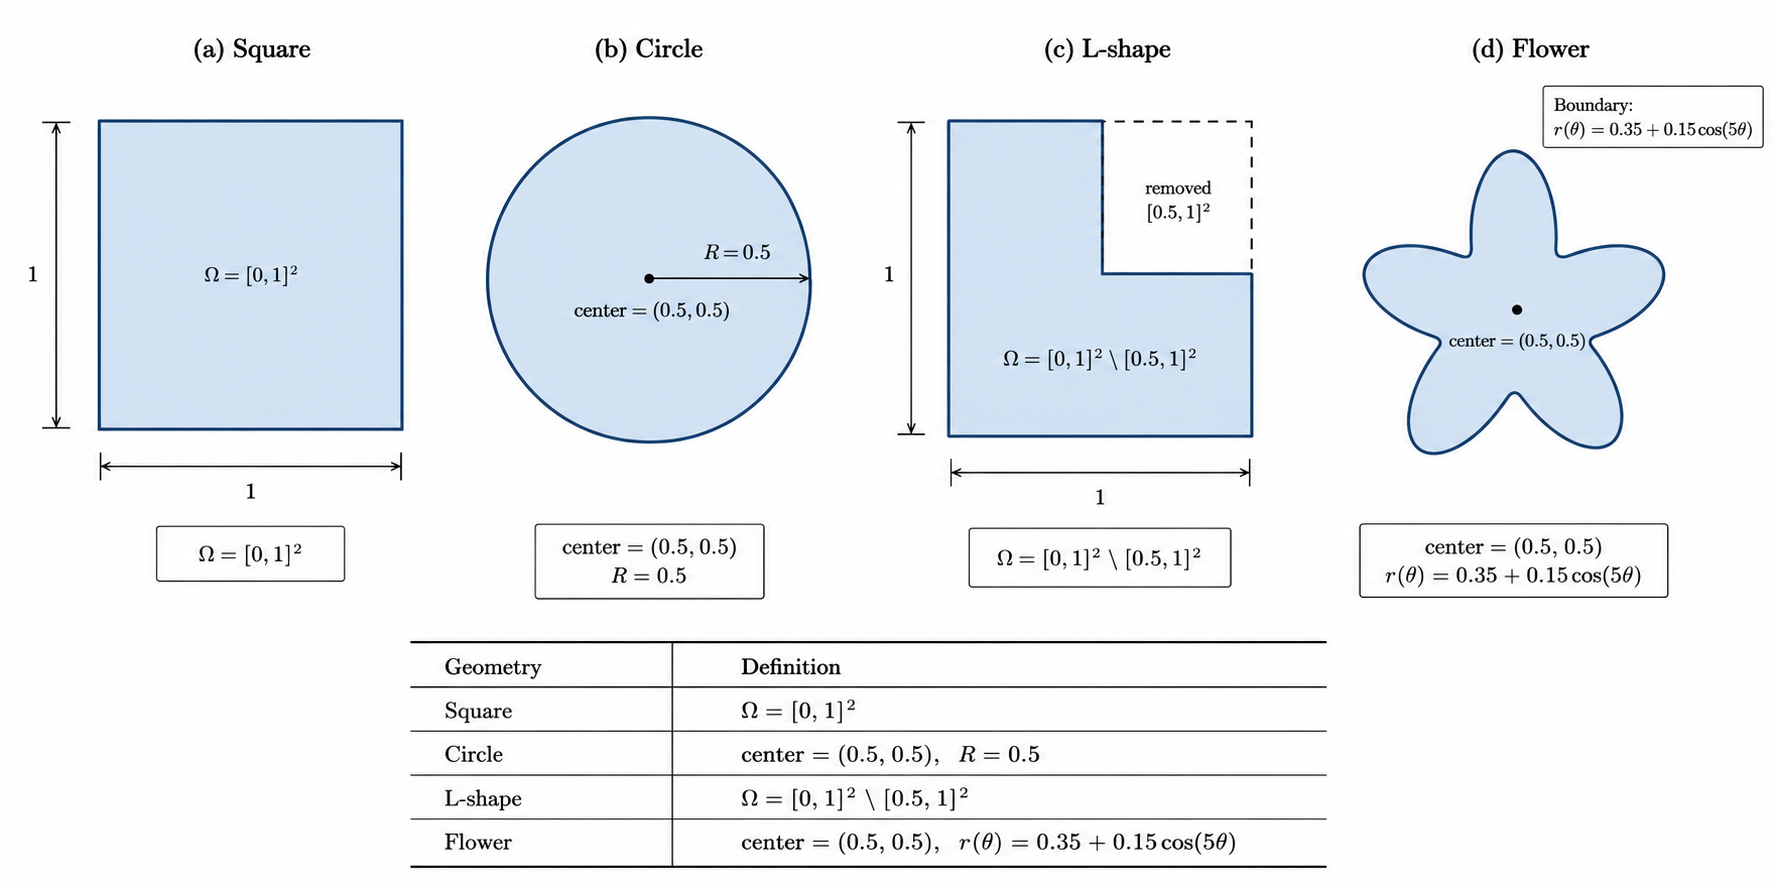 (a) Square
1
Ω = [0, 1]²
1
Ω = [0, 1]²
(b) Circle
R = 0.5
center = (0.5, 0.5)
center = (0.5, 0.5)
R = 0.5
(c) L-shape
removed
[0.5, 1]²
1
Ω = [0, 1]² \ [0.5, 1]²
1
Ω = [0, 1]² \ [0.5, 1]²
(d) Flower
Boundary:
r(θ) = 0.35 + 0.15 cos(5θ)
center = (0.5, 0.5)
center = (0.5, 0.5)
r(θ) = 0.35 + 0.15 cos(5θ)
Geometry Definition
Square Ω = [0, 1]²
Circle center = (0.5, 0.5), R = 0.5
L-shape Ω = [0, 1]² \ [0.5, 1]²
Flower center = (0.5, 0.5), r(θ) = 0.35 + 0.15 cos(5θ)